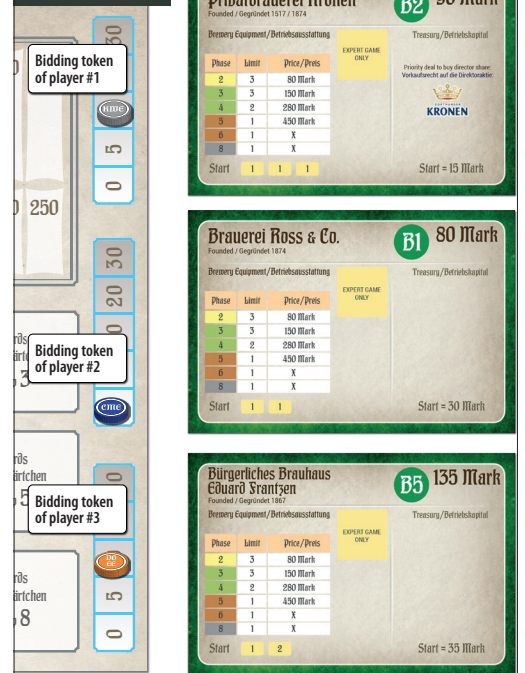 Bidding token
of player #1
5
0
250
30
20
Bidding token
of player #2
CME
Bidding token
of player #3
5
0
8
Privatbrauerei Kronen
B2
Founded / Gegründet 1517 / 1874
Brewery Equipment/Betriebsausstattung
Treasury/Betriebskapital
EXPERT GAME
ONLY
Phase Limit Price/Preis
2 3 80 Mark
3 3 150 Mark
4 2 280 Mark
5 1 450 Mark
6 1 X
8 1 X
Priority deal to buy director share:
Vorkaufsrecht auf die Direktoraktie:
KRONEN
Start 1 1 1
Start = 15 Mark
Brauerei Ross & Co.
B1 80 Mark
Founded / Gegründet 1874
Brewery Equipment/Betriebsausstattung
Treasury/Betriebskapital
EXPERT GAME
ONLY
Phase Limit Price/Preis
2 3 80 Mark
3 3 150 Mark
4 2 280 Mark
5 1 450 Mark
6 1 X
8 1 X
Start 1 1
Start = 30 Mark
Bürgerliches Brauhaus
Eduard Frantzen
B5 135 Mark
Founded / Gegründet 1867
Brewery Equipment/Betriebsausstattung
Treasury/Betriebskapital
EXPERT GAME
ONLY
Phase Limit Price/Preis
2 3 80 Mark
3 3 150 Mark
4 2 280 Mark
5 1 450 Mark
6 1 X
8 1 X
Start 1 2
Start = 35 Mark